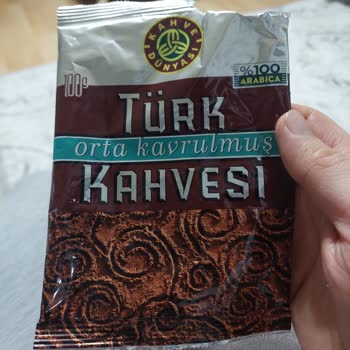 KAHVE DÜNYASI
100g
%100
ARABICA
TÜRK
orta kavrulmuş
KAHVESİ